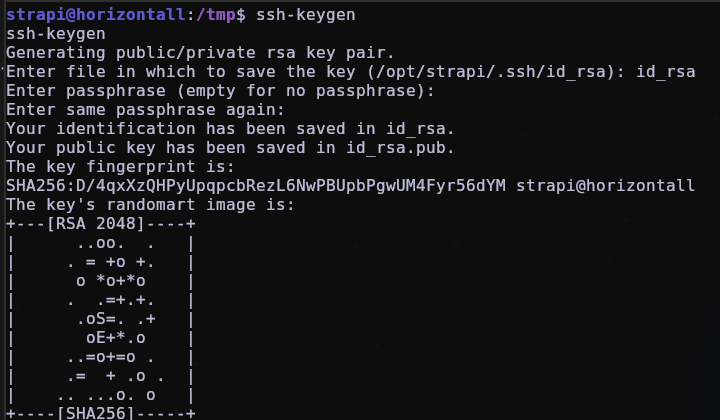 strapi@horizontall:/tmp$ ssh-keygen
ssh-keygen
Generating public/private rsa key pair.
Enter file in which to save the key (/opt/strapi/.ssh/id_rsa): id_rsa
Enter passphrase (empty for no passphrase):
Enter same passphrase again:
Your identification has been saved in id_rsa.
Your public key has been saved in id_rsa.pub.
The key fingerprint is:
SHA256:D/4qxXzQHPyUpqpcbRezL6NwPBUpbPgwUM4Fyr56dYM strapi@horizontall
The key's randomart image is:
+---[RSA 2048]----+
|      ..oo.  .   |
|     . = +o +.   |
|      o *o+*o    |
|     .  .=+.+.   |
|      .oS=. .+   |
|       oE+*.o    |
|     ..=o+=o .   |
|     .=  + .o .  |
|    .. ...o. o   |
+----[SHA256]-----+